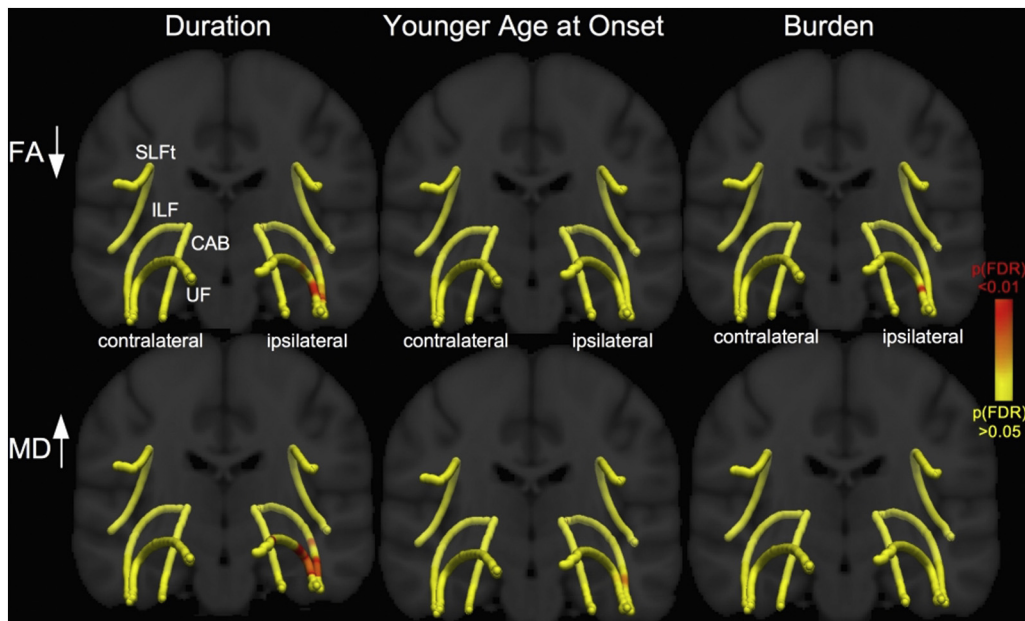 Duration
Younger Age at Onset
Burden
FA
SLFt
ILF
CAB
UF
p(FDR)
<0.01
contralateral
ipsilateral
contralateral
ipsilateral
contralateral
ipsilateral
MD
p(FDR)
>0.05